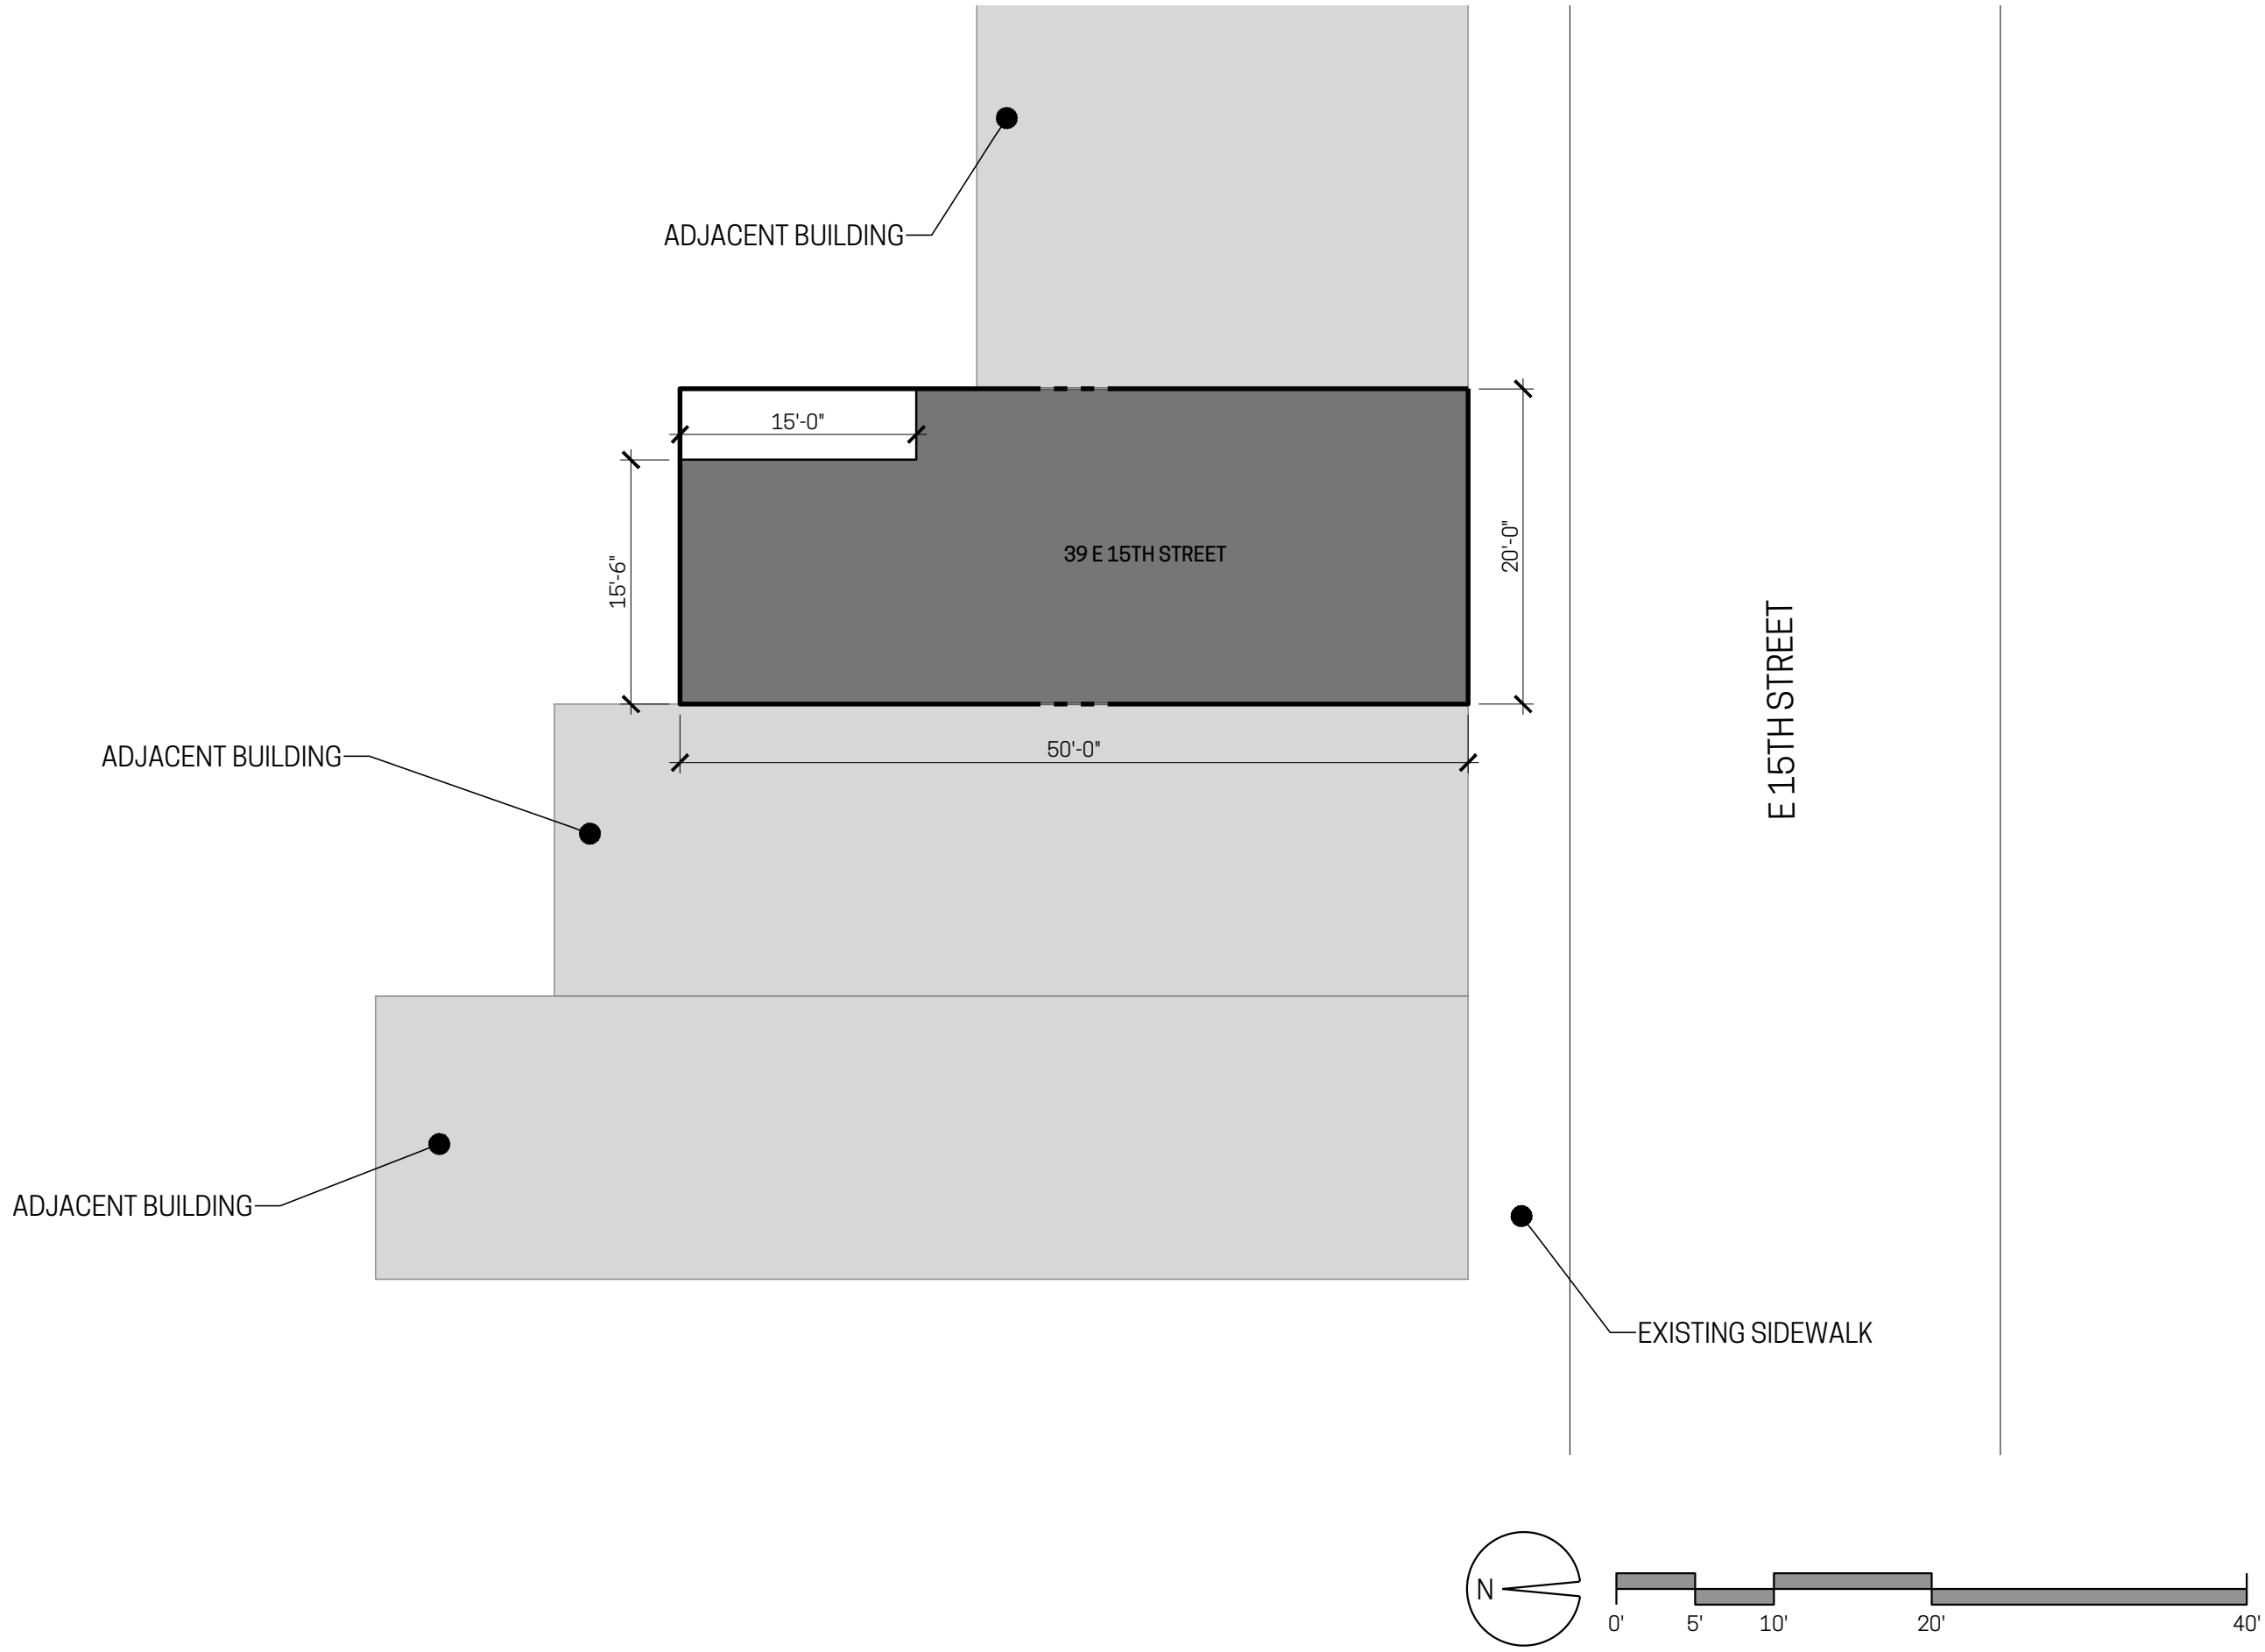 ADJACENT BUILDING
15'-0"
15'-6"
39 E 15TH STREET
20'-0"
E 15TH STREET
50'-0"
ADJACENT BUILDING
ADJACENT BUILDING
EXISTING SIDEWALK
N
0' 5' 10' 20' 40'